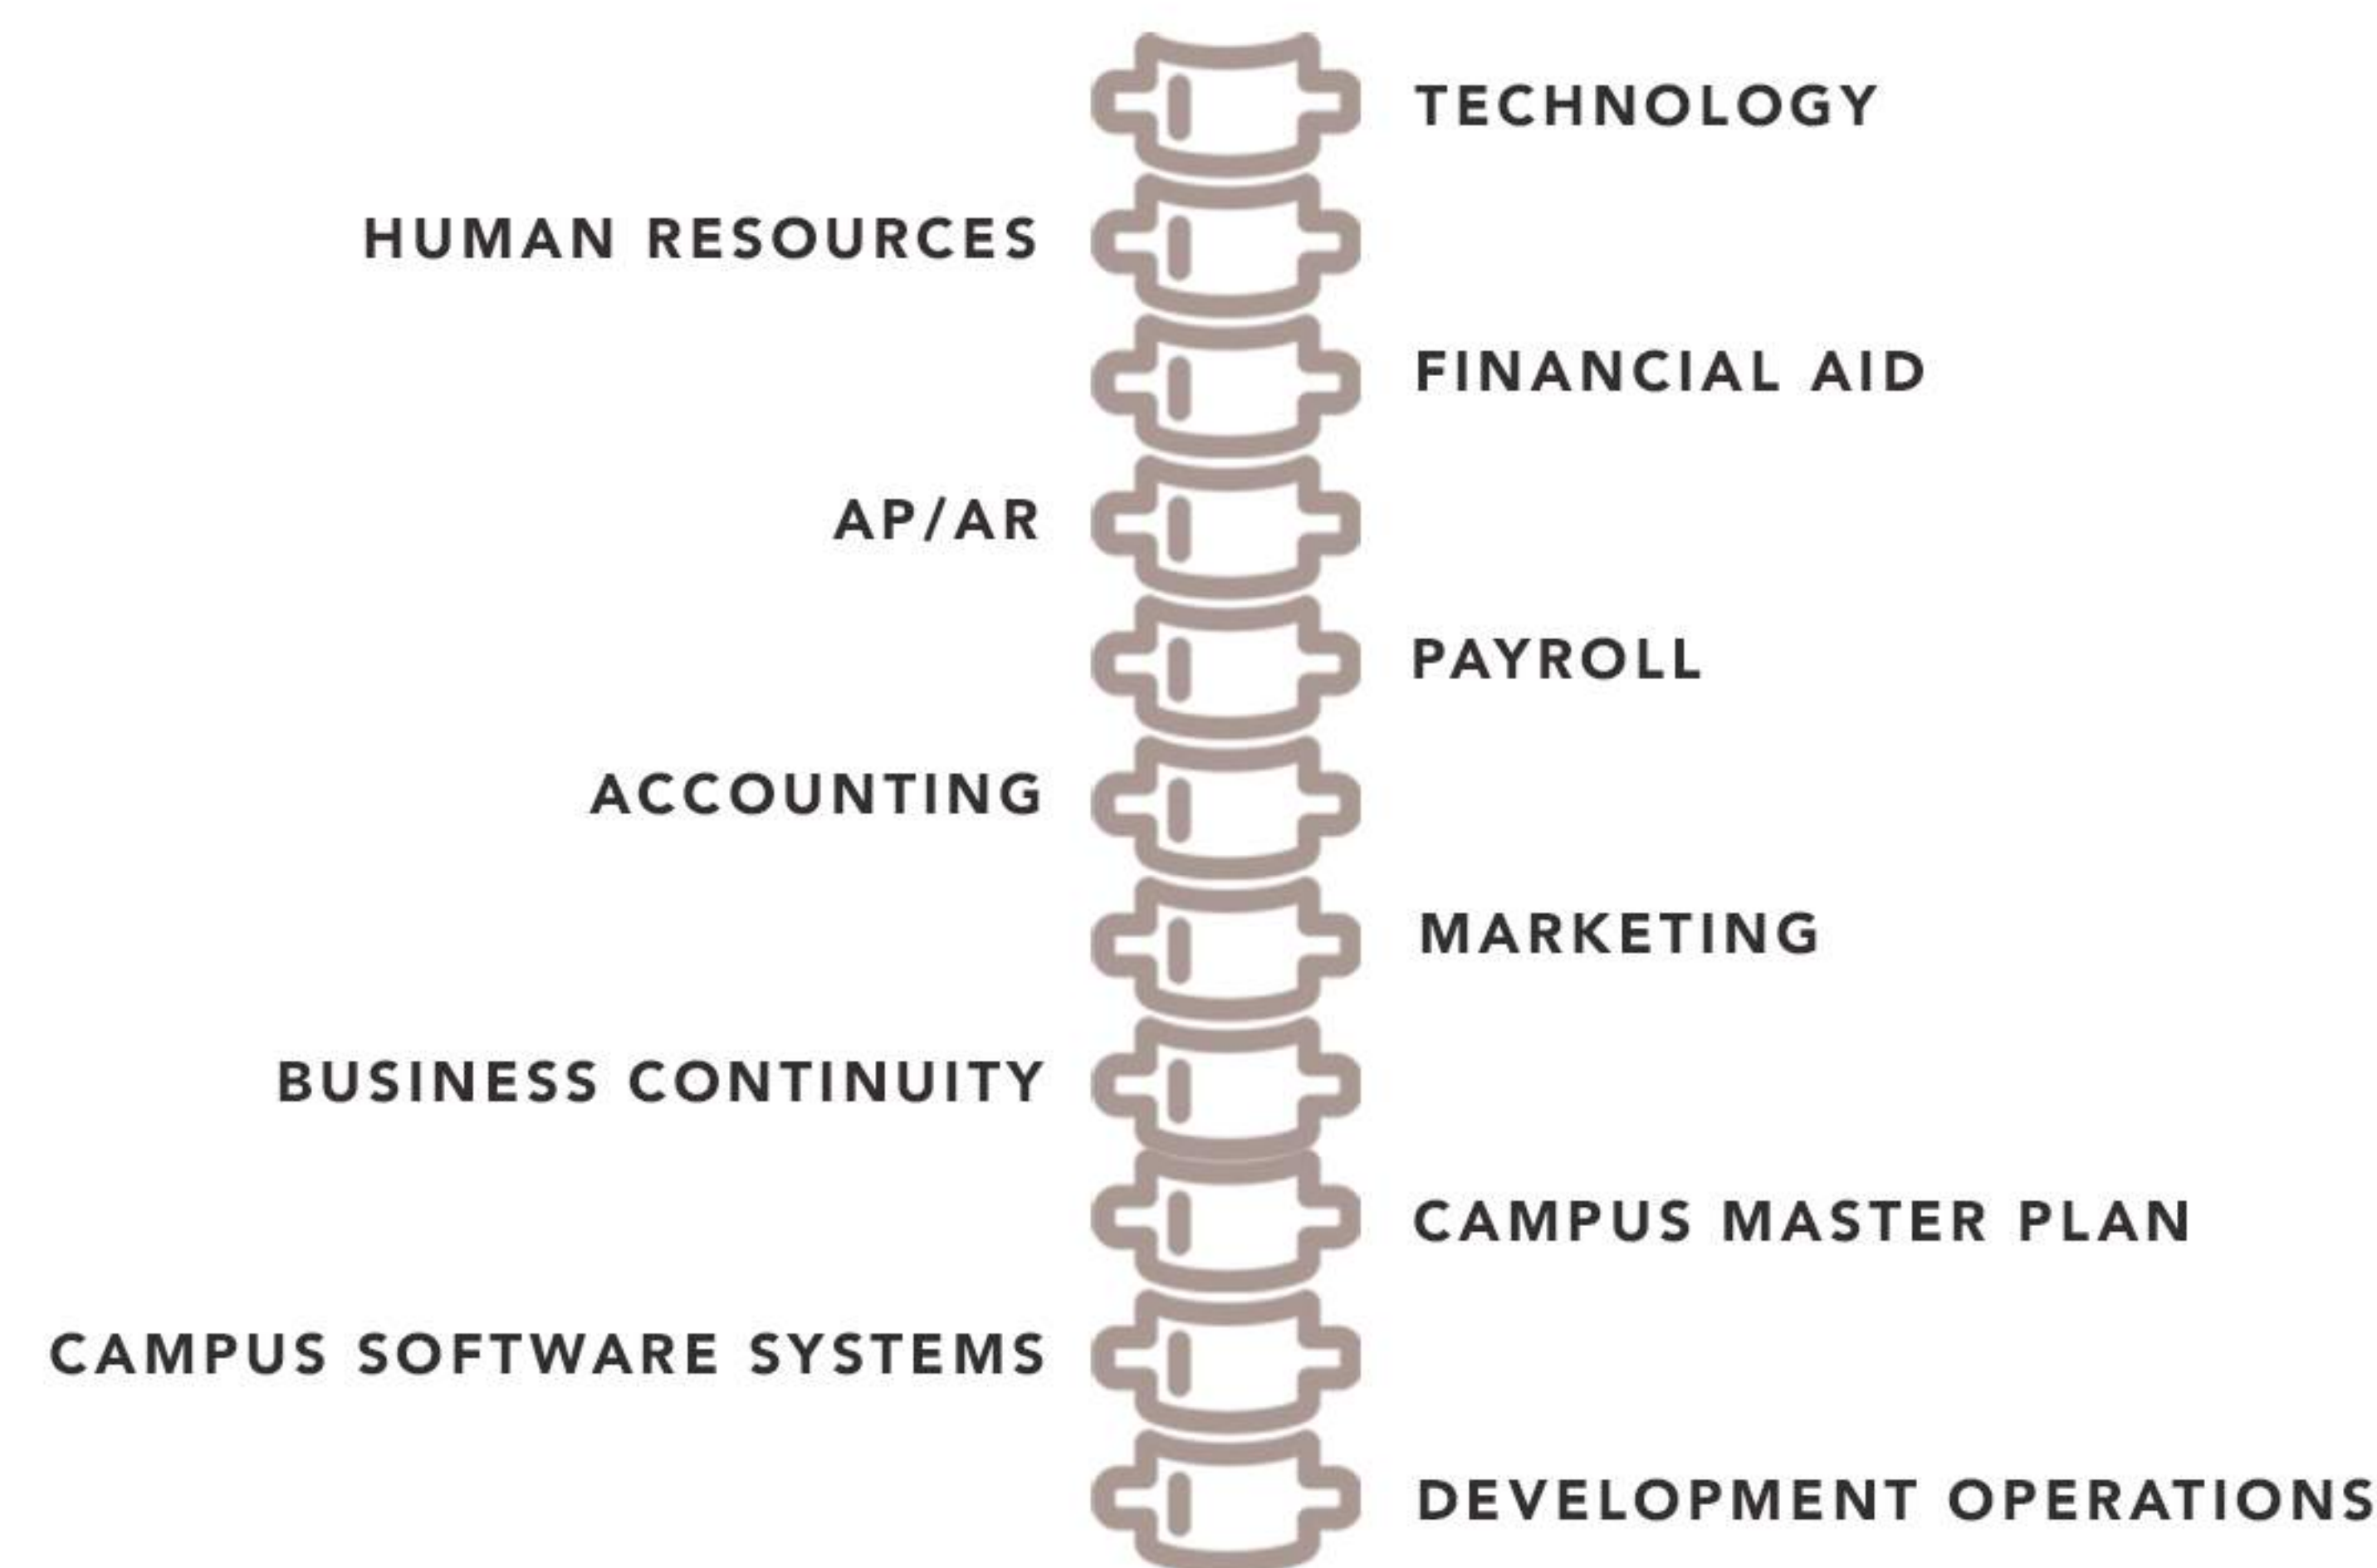 TECHNOLOGY
HUMAN RESOURCES
FINANCIAL AID
AP/AR
PAYROLL
ACCOUNTING
MARKETING
BUSINESS CONTINUITY
CAMPUS MASTER PLAN
CAMPUS SOFTWARE SYSTEMS
DEVELOPMENT OPERATIONS